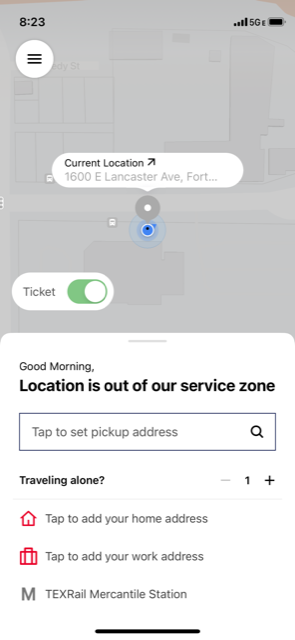 8:23
5GE
dy St
Current Location
1600 E Lancaster Ave, Fort...
Ticket
Good Morning,
Location is out of our service zone
Tap to set pickup address
Traveling alone?
1
Tap to add your home address
Tap to add your work address
M TEXRail Mercantile Station